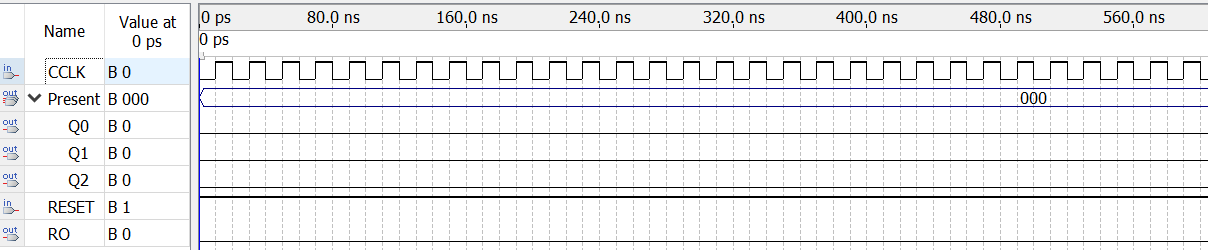 Name Value at 0 ps
0 ps 80.0 ns 160.0 ns 240.0 ns 320.0 ns 400.0 ns 480.0 ns 560.0 ns
0 ps
in CCLK B 0
out Present B 000 000
out Q0 B 0
out Q1 B 0
out Q2 B 0
in RESET B 1
out RO B 0